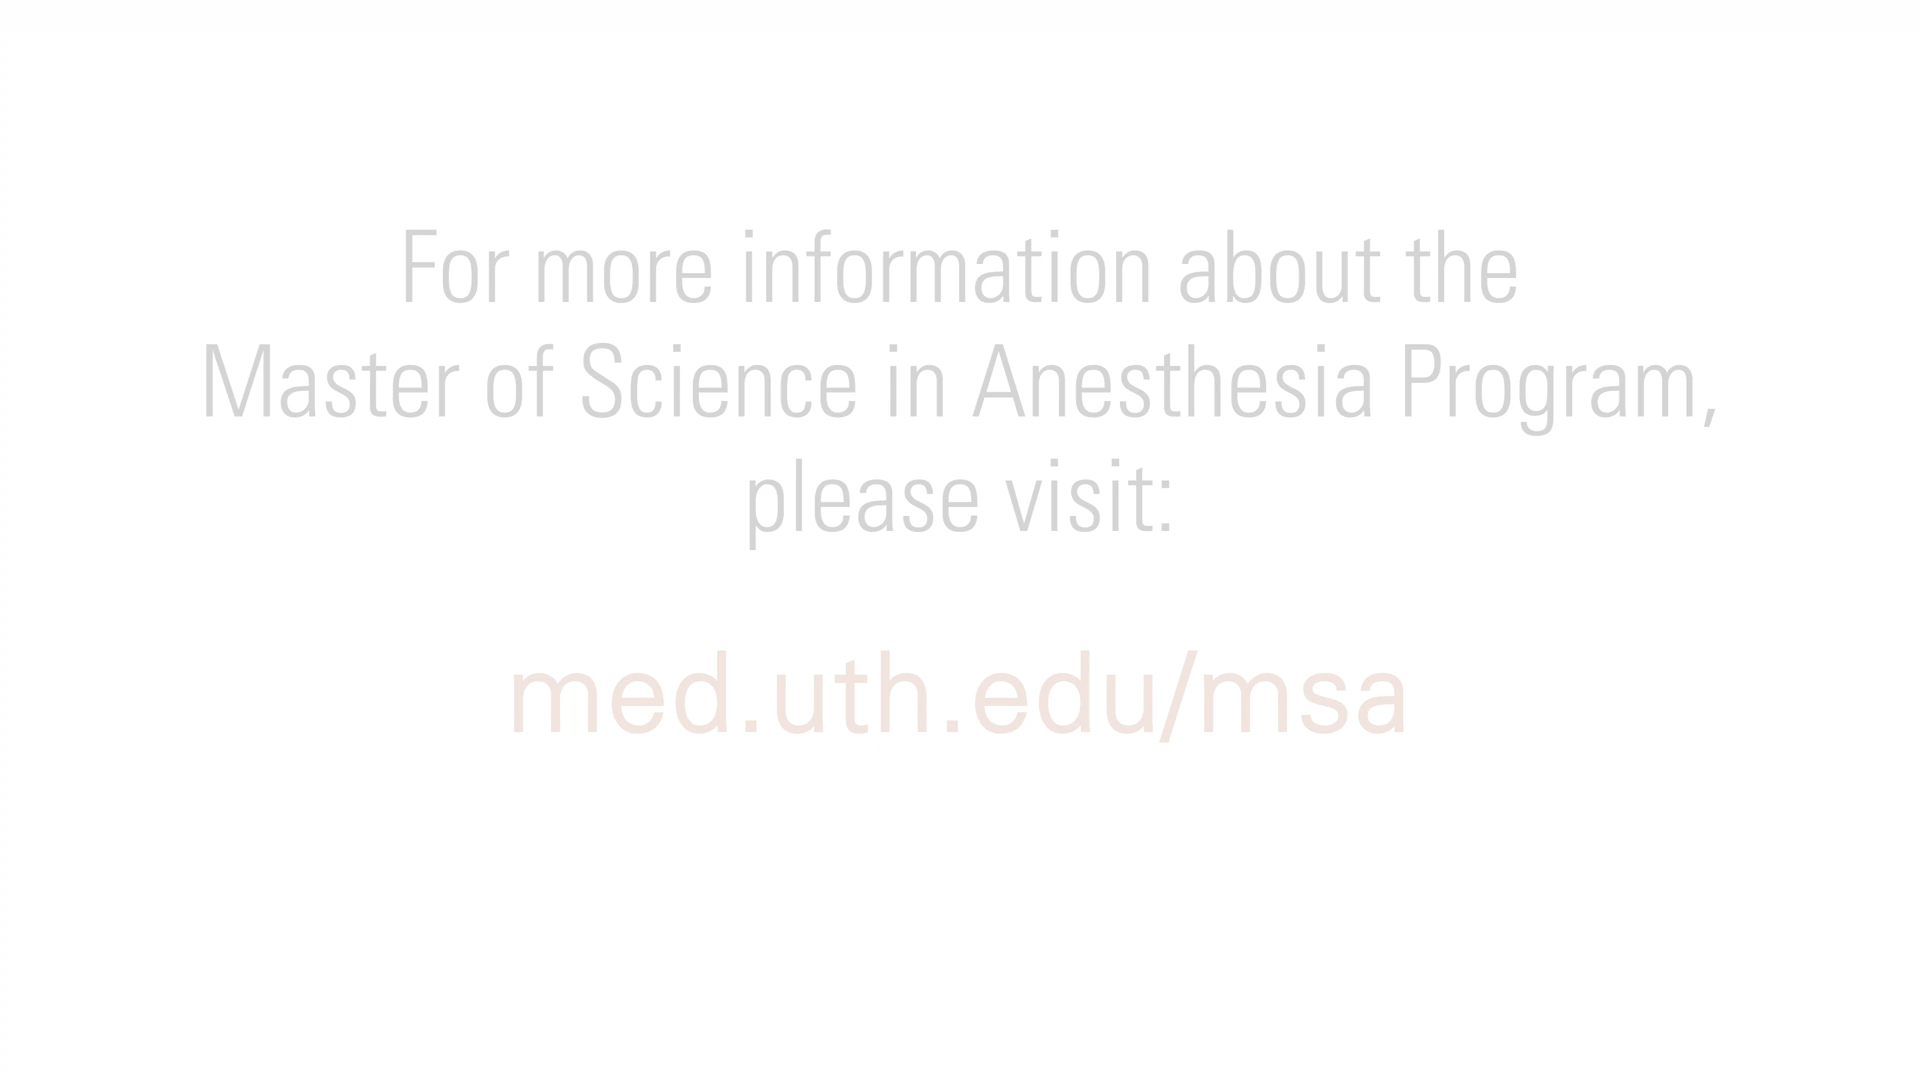 For more information about the
Master of Science in Anesthesia Program,
please visit:
med.uth.edu/msa